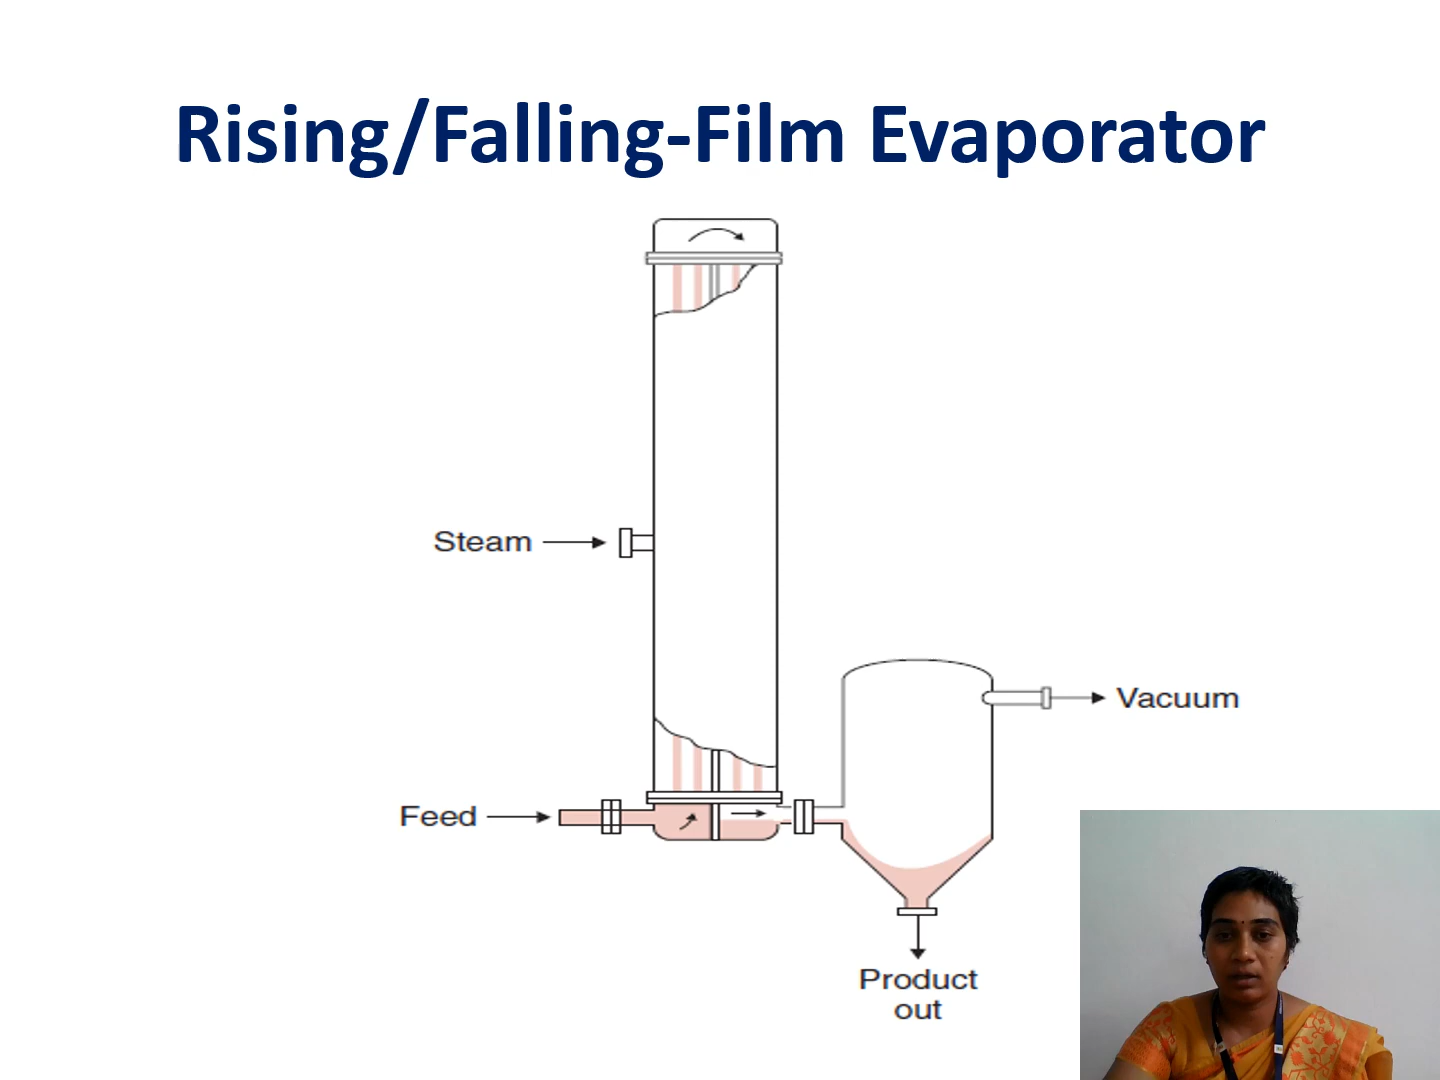 Rising/Falling-Film Evaporator
Steam
Vacuum
Feed
Product
out